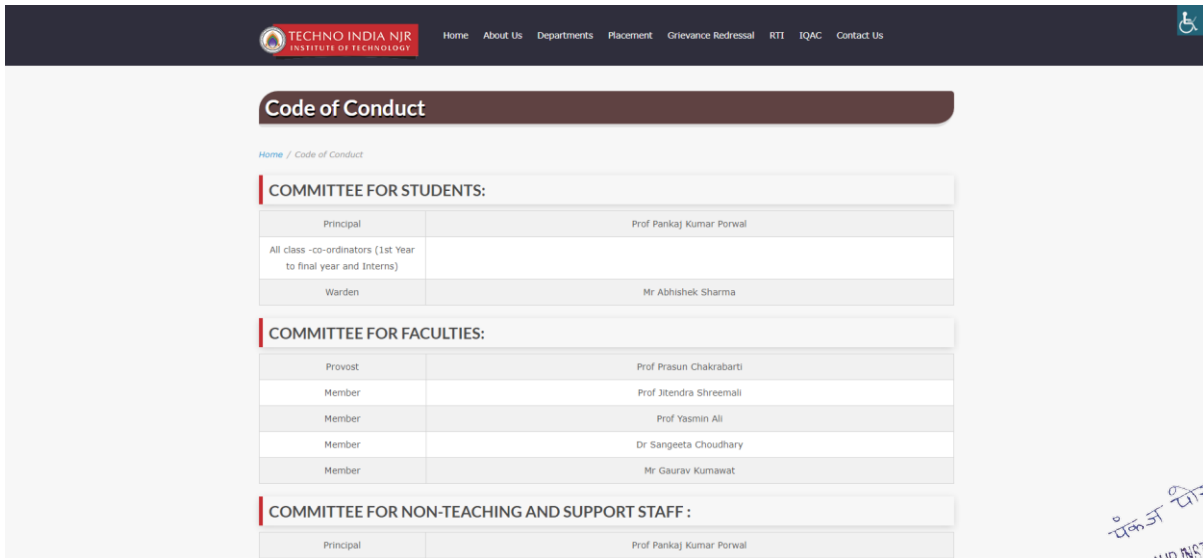 TECHNO INDIA NJR
INSTITUTE OF TECHNOLOGY
Home About Us Departments Placement Grievance Redressal RTI IQAC Contact Us
Code of Conduct
Home / Code of Conduct
COMMITTEE FOR STUDENTS:
Principal Prof Pankaj Kumar Porwal
All class -co-ordinators (1st Year
to final year and Interns)
Warden Mr Abhishek Sharma
COMMITTEE FOR FACULTIES:
Provost Prof Prasun Chakrabarti
Member Prof Jitendra Shreemali
Member Prof Yasmin Ali
Member Dr Sangeeta Choudhary
Member Mr Gaurav Kumawat
COMMITTEE FOR NON-TEACHING AND SUPPORT STAFF :
Principal Prof Pankaj Kumar Porwal
पंकज